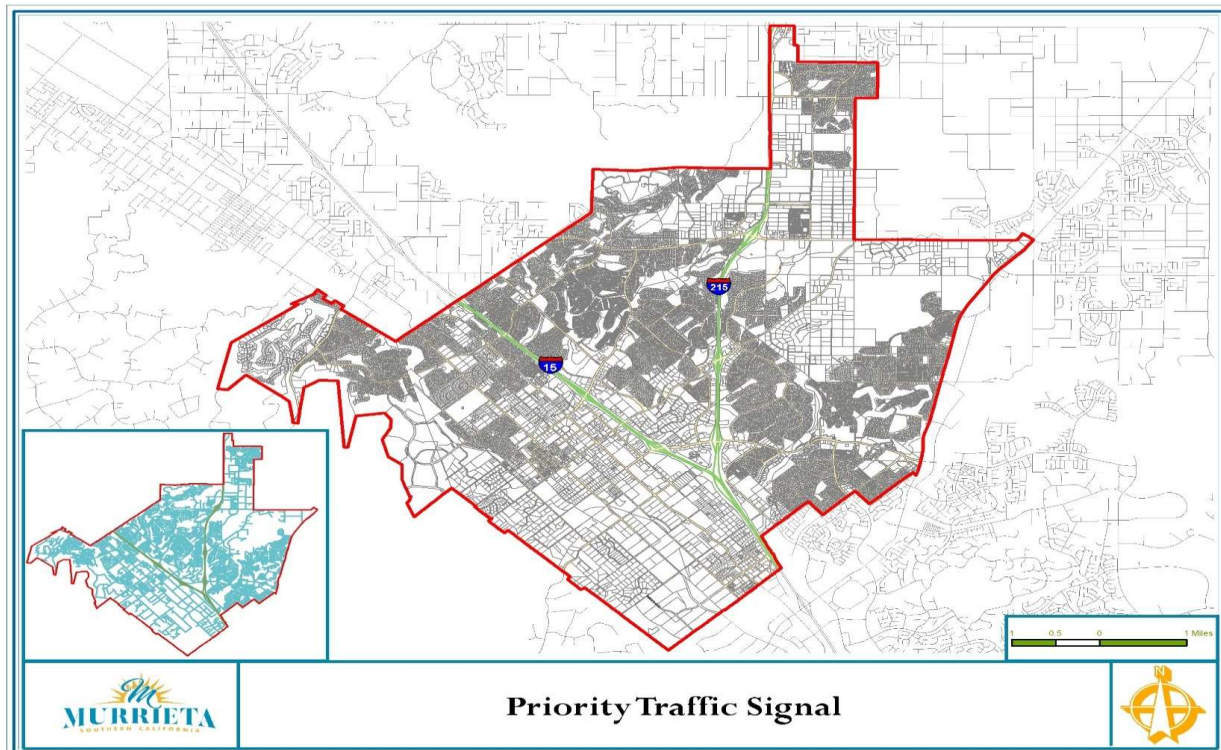 215
15
1 0.5 0 1 Miles
M
MURRIETA
SOUTHERN CALIFORNIA
Priority Traffic Signal
N